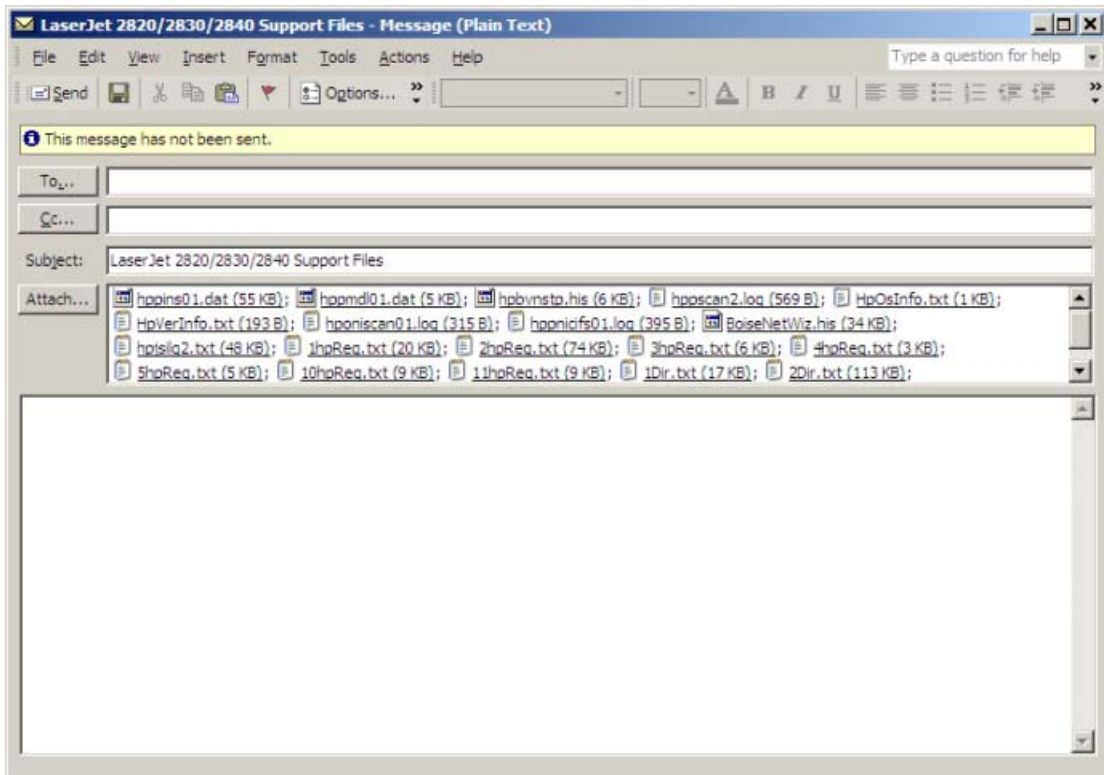 LaserJet 2820/2830/2840 Support Files - Message (Plain Text)
File Edit View Insert Format Tools Actions Help Type a question for help
Send Options... A B I U
This message has not been sent.
To...
Cc...
Subject: LaserJet 2820/2830/2840 Support Files
Attach... hppins01.dat (55 KB); hppmdl01.dat (5 KB); hpbvnstp.his (6 KB); hppscan2.log (569 B); HpOsInfo.txt (1 KB);
HpVerInfo.txt (193 B); hponiscan01.log (315 B); hppnicifs01.log (395 B); BoiseNetWiz.his (34 KB);
hpislg2.txt (48 KB); 1hpReg.txt (20 KB); 2hpReg.txt (74 KB); 3hpReg.txt (6 KB); 4hpReg.txt (3 KB);
5hpReg.txt (5 KB); 10hpReg.txt (9 KB); 11hpReg.txt (9 KB); 1Dir.txt (17 KB); 2Dir.txt (113 KB);